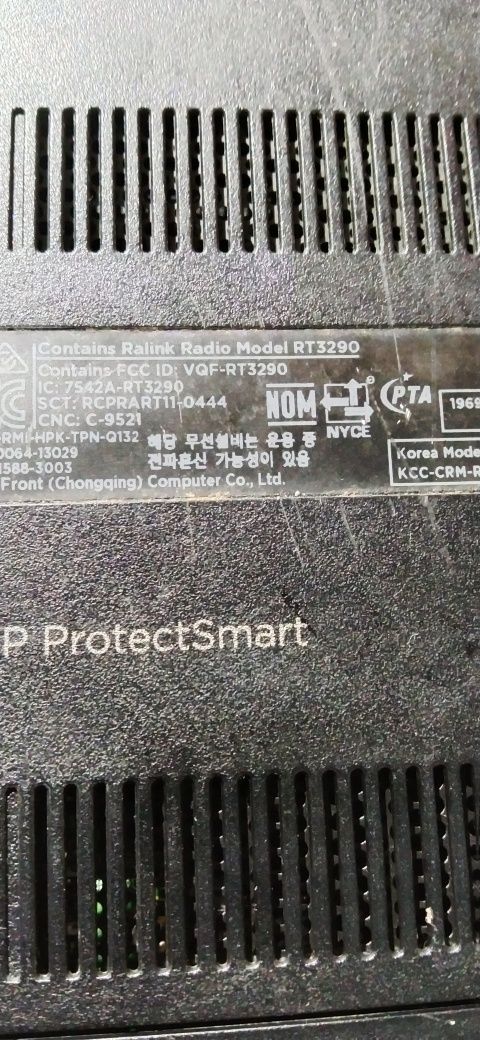 Contains Ralink Radio Model RT3290
Contains FCC ID: VQF-RT3290
IC: 7542A-RT3290
SCT: RCPRART11-0444
CNC: C-9521
RMI-HPK-TPN-Q132
0064-13029
1588-3003
Front (Chongqing) Computer Co., Ltd.
해당 무선설비는 운용 중
전파혼신 가능성이 있음
NOM
NYCE
CPTA
1969
Korea Mode
KCC-CRM-R
P ProtectSmart